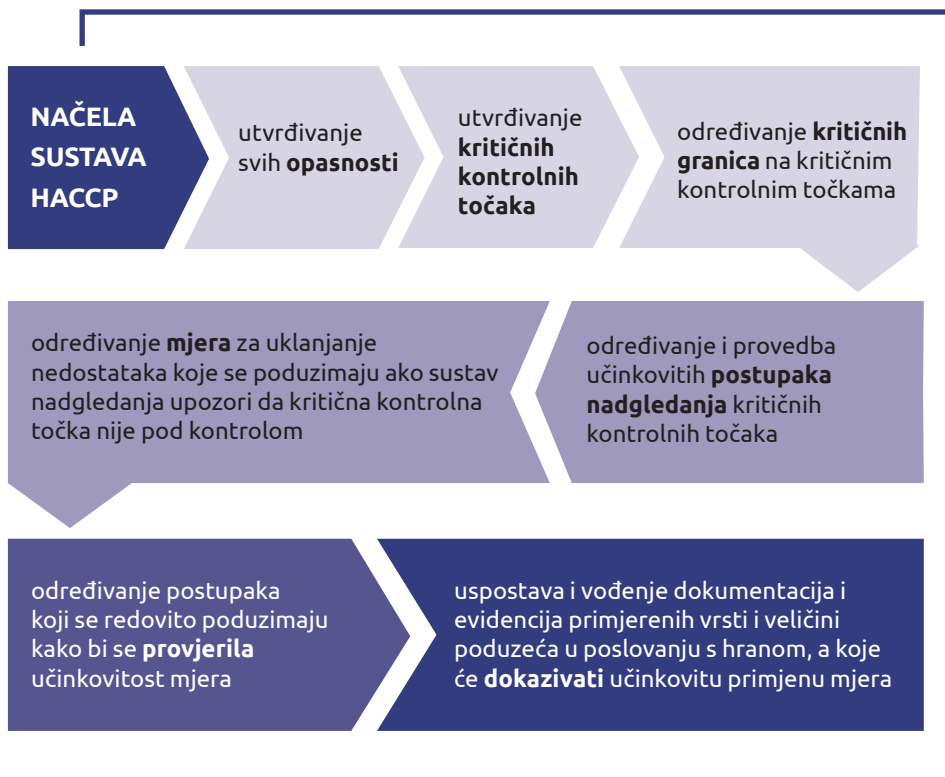 NAČELA
SUSTAVA
HACCP
utvrđivanje
svih opasnosti
utvrđivanje
kritičnih
kontrolnih
točaka
određivanje kritičnih
granica na kritičnim
kontrolnim točkama
određivanje i provedba
učinkovitih postupaka
nadgledanja kritičnih
kontrolnih točaka
određivanje mjera za uklanjanje
nedostataka koje se poduzimaju ako sustav
nadgledanja upozori da kritična kontrolna
točka nije pod kontrolom
određivanje postupaka
koji se redovito poduzimaju
kako bi se provjerila
učinkovitost mjera
uspostava i vođenje dokumentacija i
evidencija primjerenih vrsti i veličini
poduzeća u poslovanju s hranom, a koje
će dokazivati učinkovitu primjenu mjera